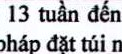 13 tuần đến
pháp đặt túi n